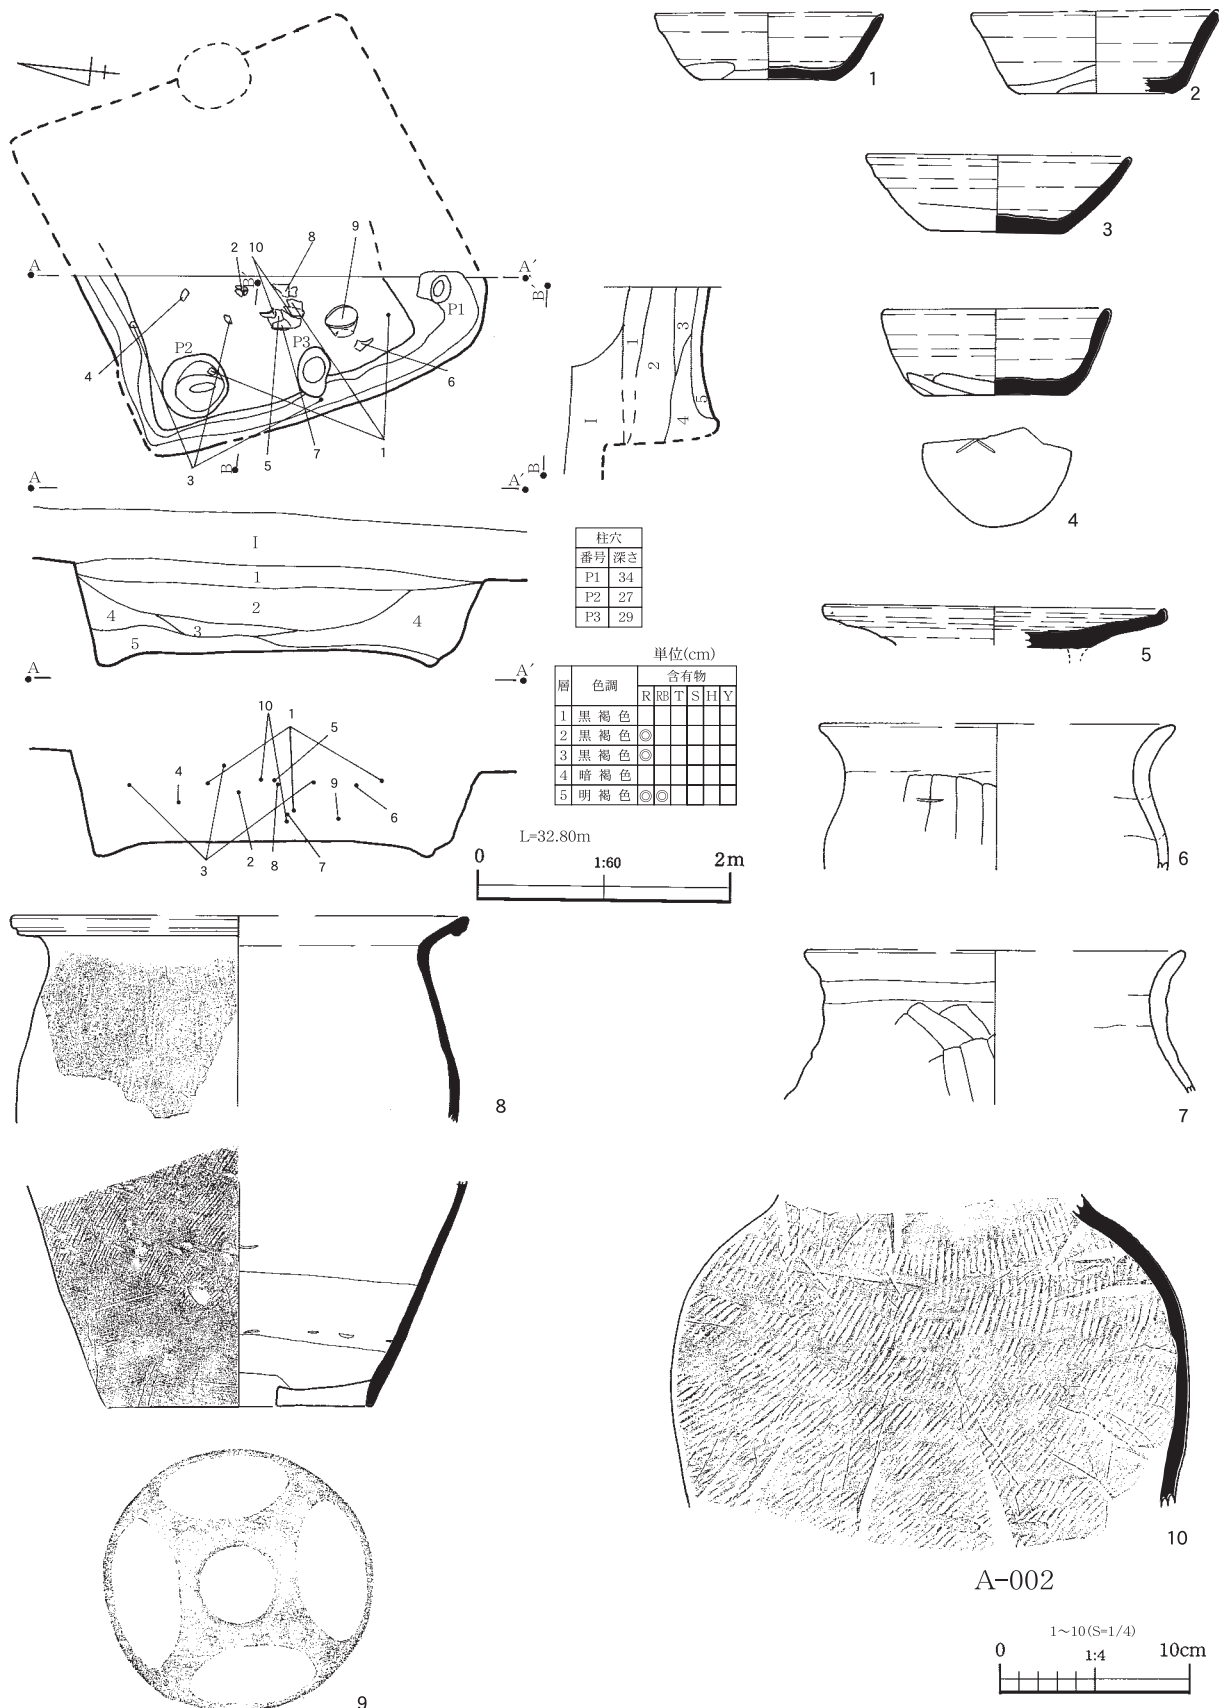 1
2
3
4
5
6
7
8
9
10
A-002
1~10(S=1/4)
0 1:4 10cm
2 10 8 9
A A′
B′ B′
P1
P2 P3
4 6
3 5 7 1
B B
A A′
I
1
2
4 3 4
5
1 2 3 4 5
I
A A′
10 1 5
4 9
6
3 2 8 7
柱穴
番号 深さ
P1 34
P2 27
P3 29
単位(cm)
層 色調 含有物
R RB T S H Y
1 黒褐色
2 黒褐色 ◎
3 黒褐色 ◎
4 暗褐色
5 明褐色 ◎ ◎
L=32.80m
0 1:60 2m